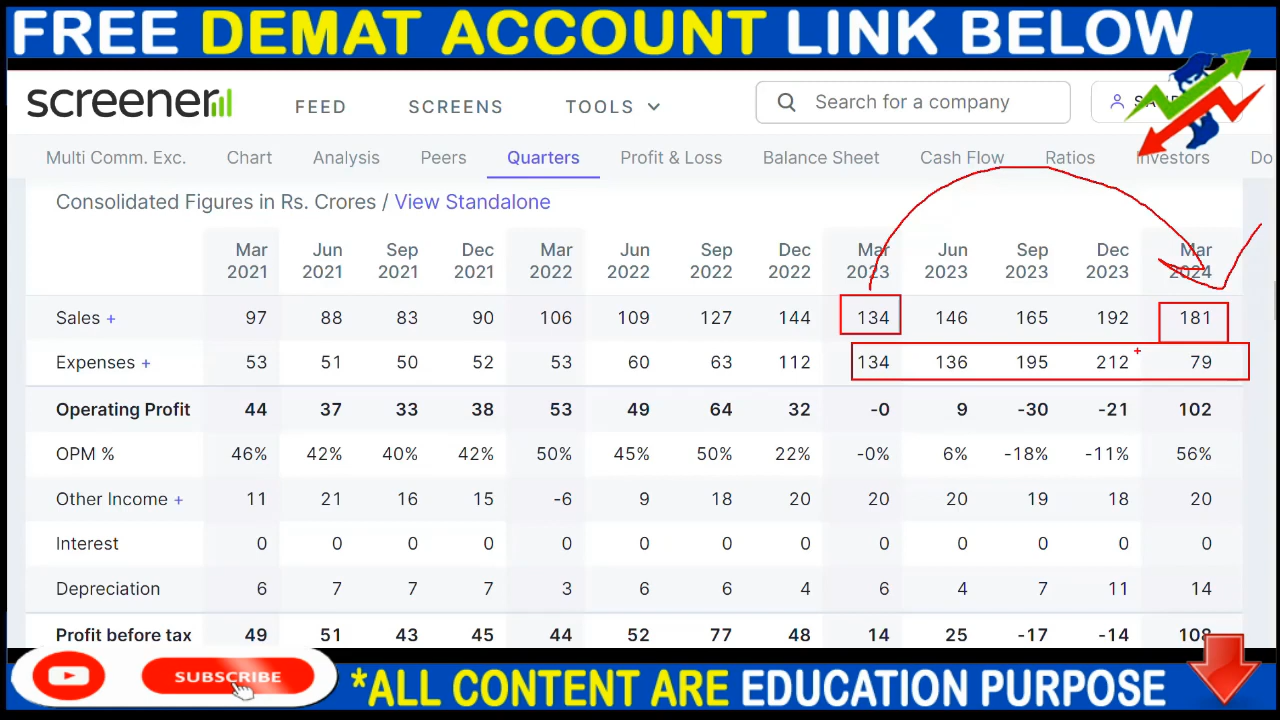 FREE DEMAT ACCOUNT LINK BELOW
screener FEED SCREENS TOOLS Search for a company
Multi Comm. Exc. Chart Analysis Peers Quarters Profit & Loss Balance Sheet Cash Flow Ratios Investors Do
Consolidated Figures in Rs. Crores / View Standalone
Mar 2021 Jun 2021 Sep 2021 Dec 2021 Mar 2022 Jun 2022 Sep 2022 Dec 2022 Mar 2023 Jun 2023 Sep 2023 Dec 2023 Mar 2024
Sales + 97 88 83 90 106 109 127 144 134 146 165 192 181
Expenses + 53 51 50 52 53 60 63 112 134 136 195 212 79
Operating Profit 44 37 33 38 53 49 64 32 -0 9 -30 -21 102
OPM % 46% 42% 40% 42% 50% 45% 50% 22% -0% 6% -18% -11% 56%
Other Income + 11 21 16 15 -6 9 18 20 20 20 19 18 20
Interest 0 0 0 0 0 0 0 0 0 0 0 0 0
Depreciation 6 7 7 7 3 6 6 4 6 4 7 11 14
Profit before tax 49 51 43 45 44 52 77 48 14 25 -17 -14 108
SUBSCRIBE
*ALL CONTENT ARE EDUCATION PURPOSE